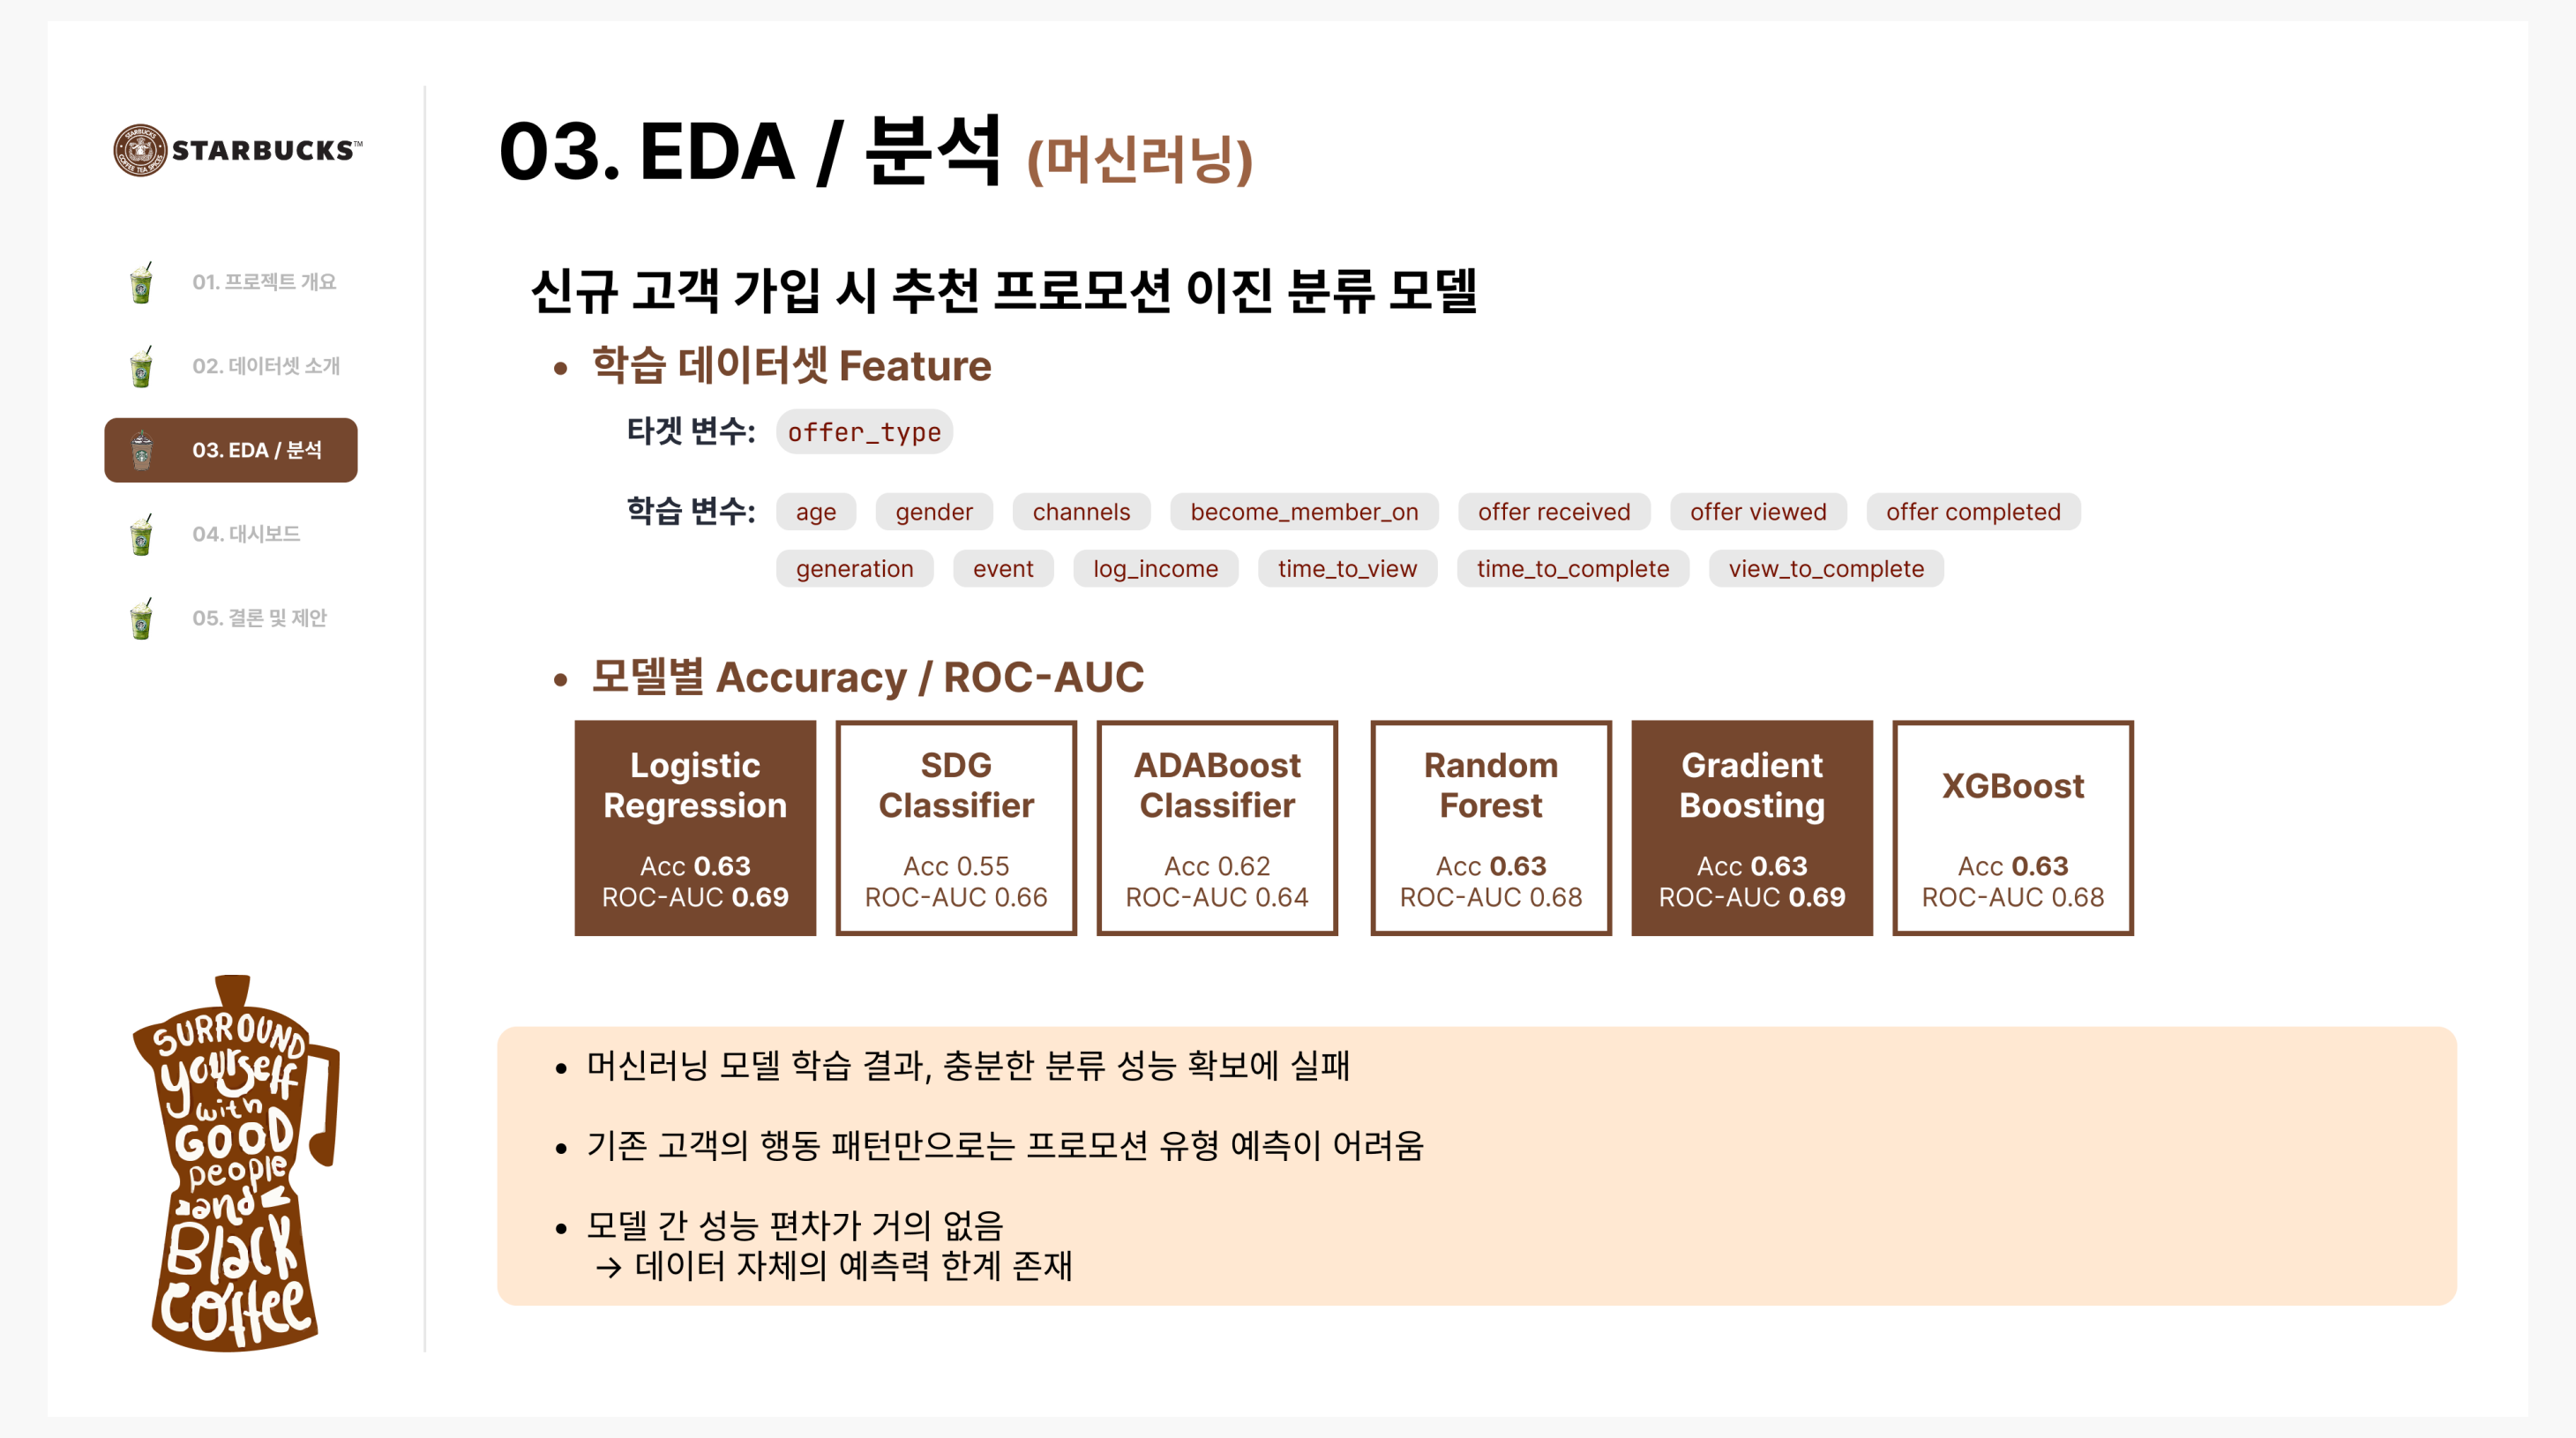 STARBUCKS™
STARBUCKS
COFFEE TEA SPICES
01. 프로젝트 개요
02. 데이터셋 소개
03. EDA / 분석
04. 대시보드
05. 결론 및 제안
SURROUND
yourself
with
GOOD
people
and
Black
Coffee
03. EDA / 분석 (머신러닝)
신규 고객 가입 시 추천 프로모션 이진 분류 모델
• 학습 데이터셋 Feature
타겟 변수: offer_type
학습 변수: age gender channels become_member_on offer received offer viewed offer completed
generation event log_income time_to_view time_to_complete view_to_complete
• 모델별 Accuracy / ROC-AUC
Logistic
Regression
Acc 0.63
ROC-AUC 0.69
SDG
Classifier
Acc 0.55
ROC-AUC 0.66
ADABoost
Classifier
Acc 0.62
ROC-AUC 0.64
Random
Forest
Acc 0.63
ROC-AUC 0.68
Gradient
Boosting
Acc 0.63
ROC-AUC 0.69
XGBoost
Acc 0.63
ROC-AUC 0.68
• 머신러닝 모델 학습 결과, 충분한 분류 성능 확보에 실패
• 기존 고객의 행동 패턴만으로는 프로모션 유형 예측이 어려움
• 모델 간 성능 편차가 거의 없음
→ 데이터 자체의 예측력 한계 존재